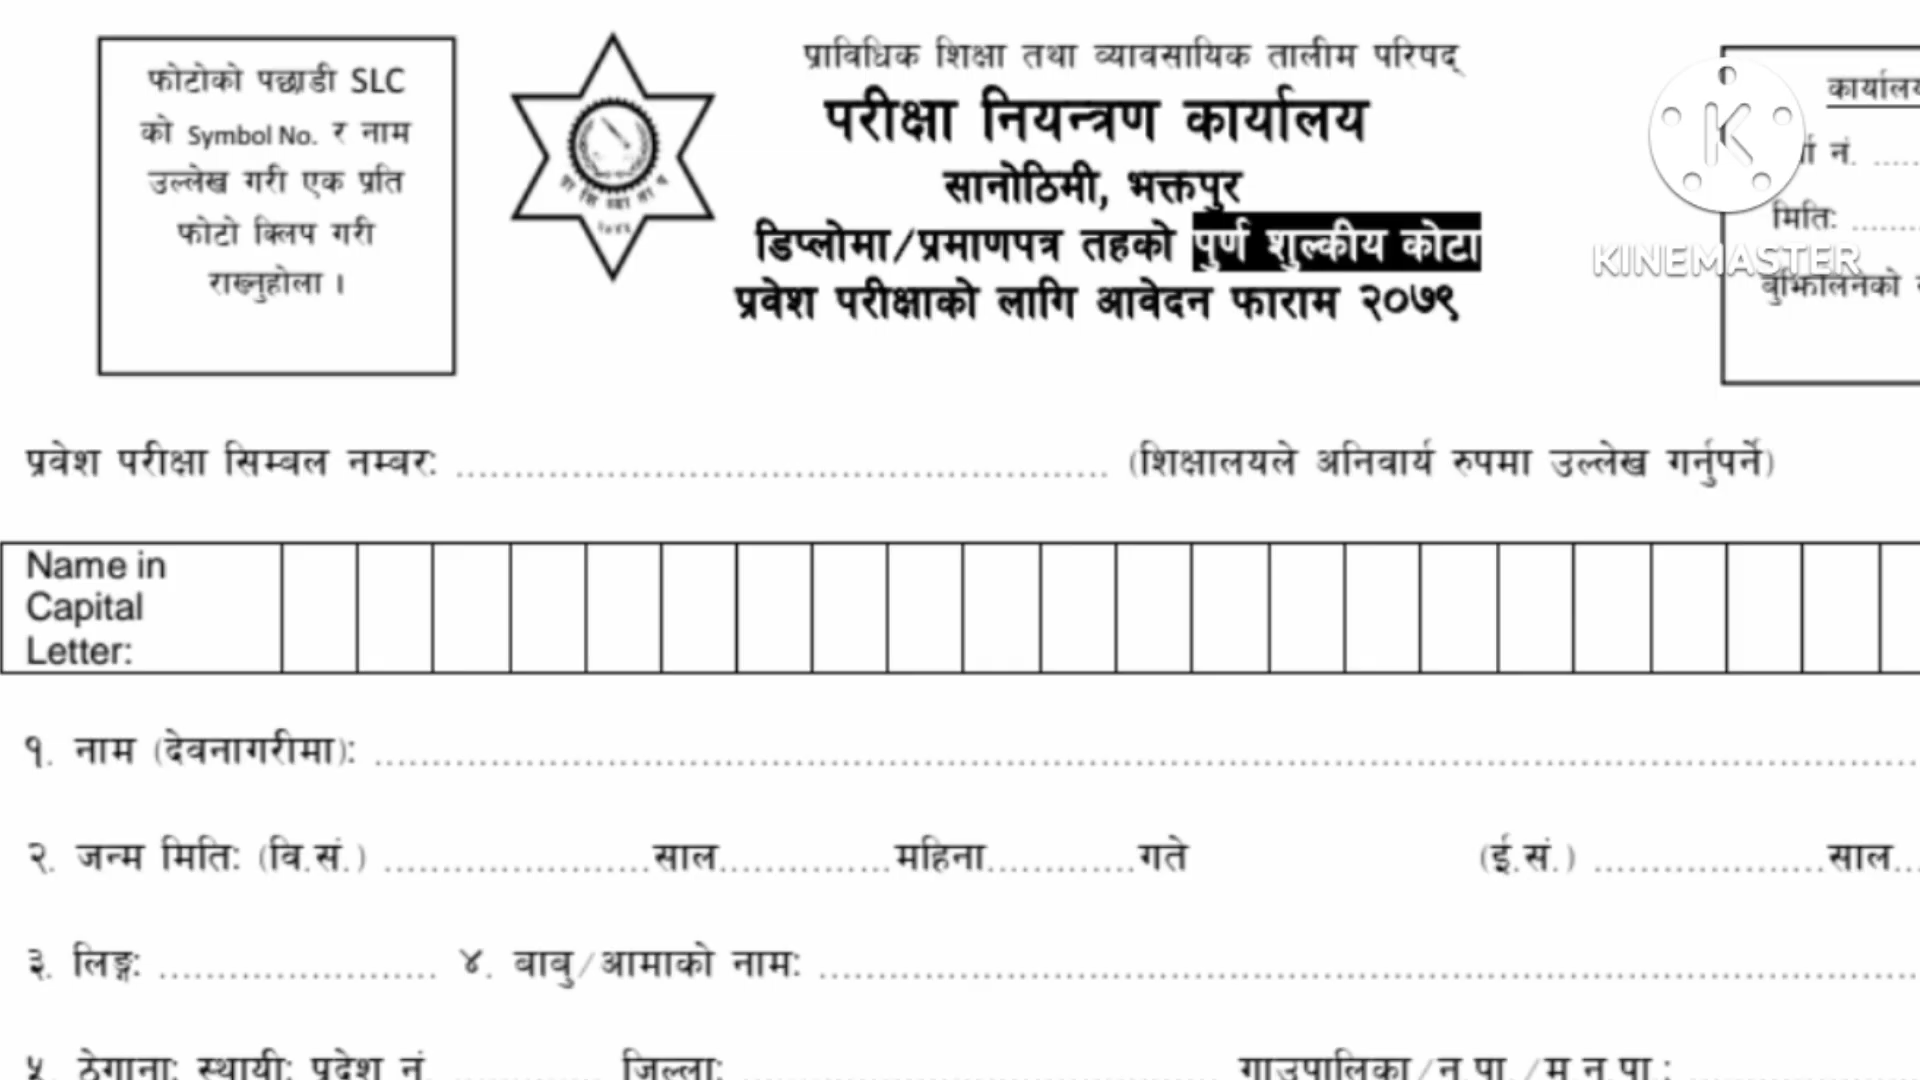 फोटोको पछाडी SLC
को Symbol No. र नाम
उल्लेख गरी एक प्रति
फोटो क्लिप गरी
राख्नुहोला ।
प्राविधिक शिक्षा तथा व्यावसायिक तालीम परिषद्
परीक्षा नियन्त्रण कार्यालय
सानोठिमी, भक्तपुर
डिप्लोमा/प्रमाणपत्र तहको पुर्ण शुल्कीय कोटा
प्रवेश परीक्षाको लागि आवेदन फाराम २०७९
नं. ....
मिति: ......
KINEMASTER
प्रवेश परीक्षा सिम्बल नम्बर: ........................................................ (शिक्षालयले अनिवार्य रुपमा उल्लेख गर्नुपर्ने)
Name in
Capital
Letter:
१. नाम (देवनागरीमा): ........................................................
२. जन्म मिति: (वि.सं.) .......................साल...............महिना.............गते (ई.सं.) ....................साल...
३. लिङ्ग: ........................ ४. बाबु/आमाको नाम: ........................................................
५. ठेगाना: स्थायी: प्रदेश नं. ............. जिल्ला: ........................................ गाउपालिका/न.पा./म.न.पा.: ....................